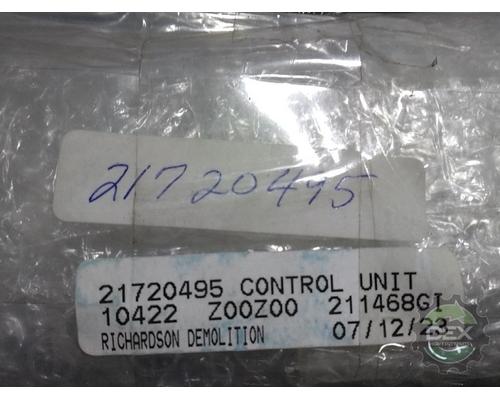 21720495
21720495 CONTROL UNIT
10422 Z00Z00 211468GI
RICHARDSON DEMOLITION 07/12/23